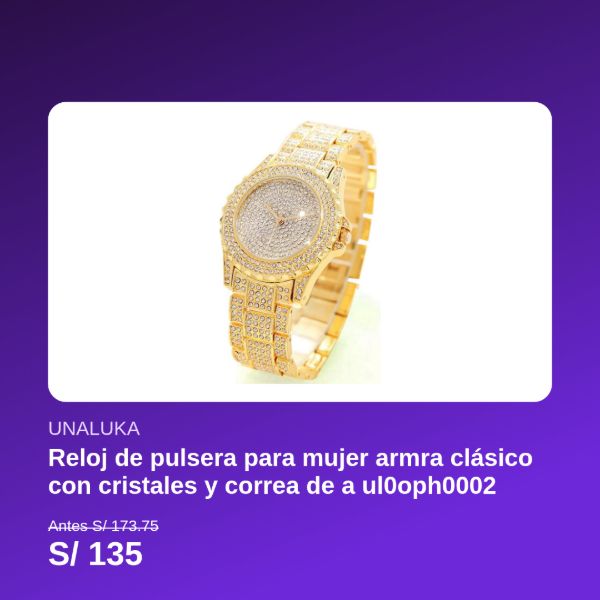 UNALUKA
Reloj de pulsera para mujer armra clásico
con cristales y correa de a ul0oph0002
Antes S/ 173.75
S/ 135